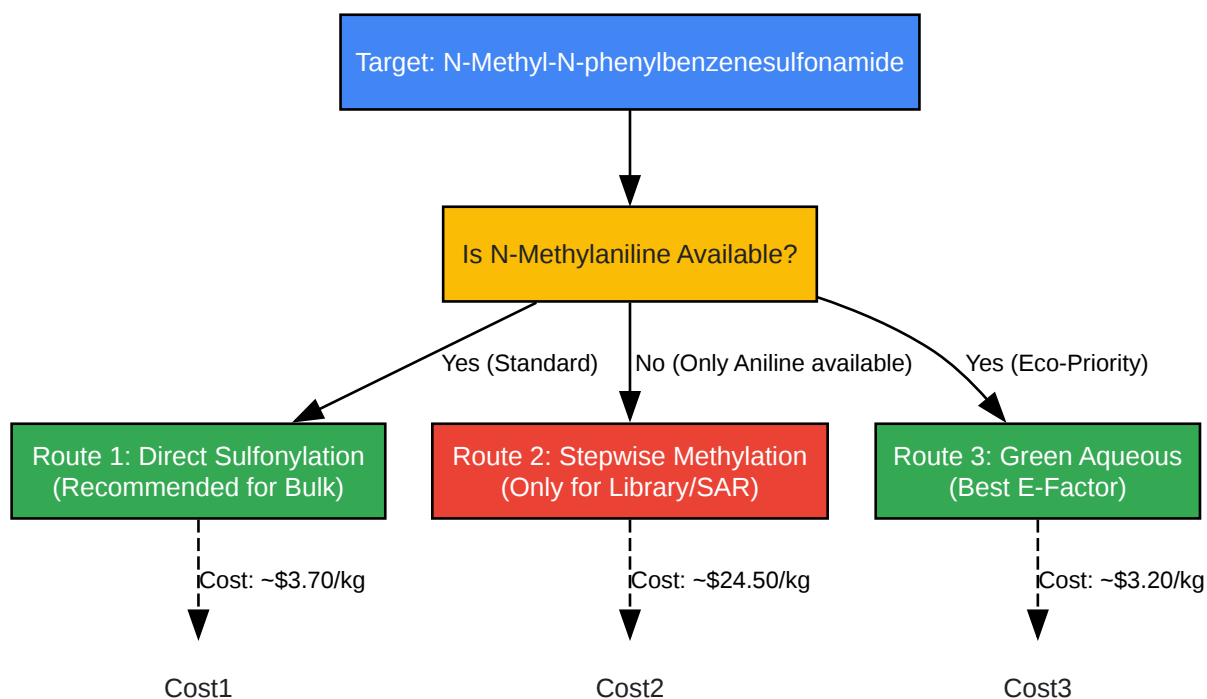 Target: N-Methyl-N-phenylbenzenesulfonamide
Is N-Methylaniline Available?
Yes (Standard)
No (Only Aniline available)
Yes (Eco-Priority)
Route 1: Direct Sulfonylation
(Recommended for Bulk)
Route 2: Stepwise Methylation
(Only for Library/SAR)
Route 3: Green Aqueous
(Best E-Factor)
Cost: ~$3.70/kg
Cost: ~$24.50/kg
Cost: ~$3.20/kg
Cost1
Cost2
Cost3